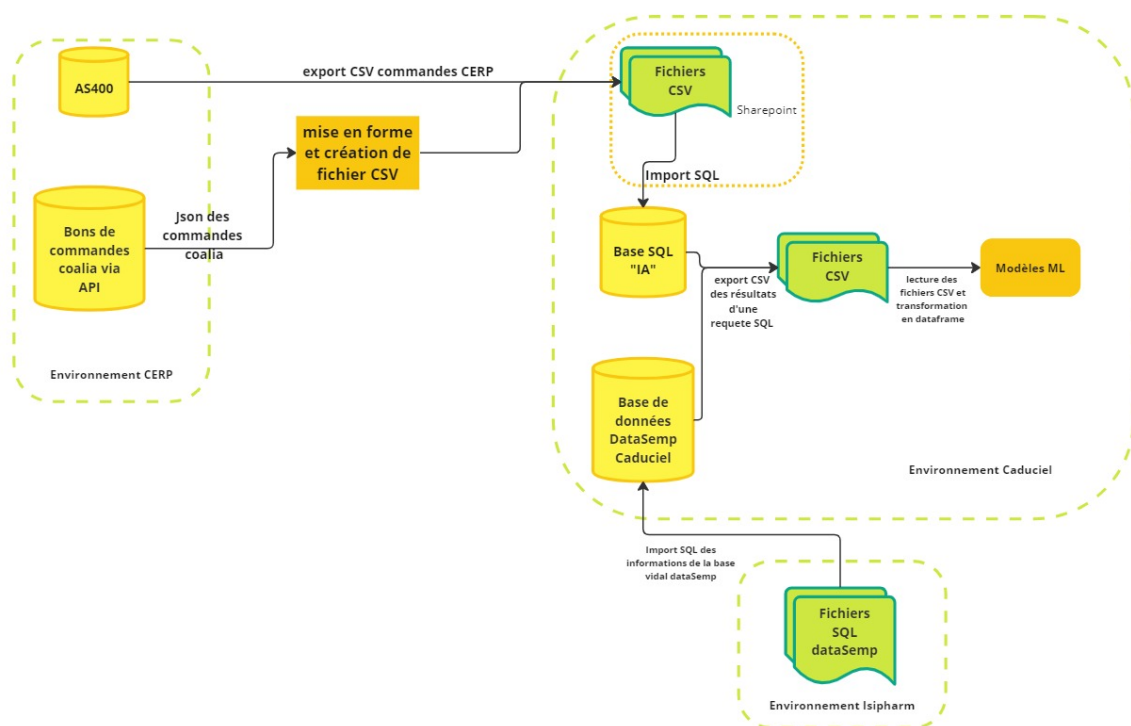 AS400
export CSV commandes CERP
Fichiers
CSV
Sharepoint
mise en forme
et création de
fichier CSV
Import SQL
Bons de
commandes
coalia via
API
Json des
commandes
coalia
Environnement CERP
Base SQL
"IA"
export CSV
des résultats
d'une
requete SQL
Fichiers
CSV
lecture des
fichiers CSV et
transformation
en dataframe
Modèles ML
Base de
données
DataSemp
Caduciel
Environnement Caduciel
Import SQL des
informations de la base
vidal dataSemp
Fichiers
SQL
dataSemp
Environnement Isipharm